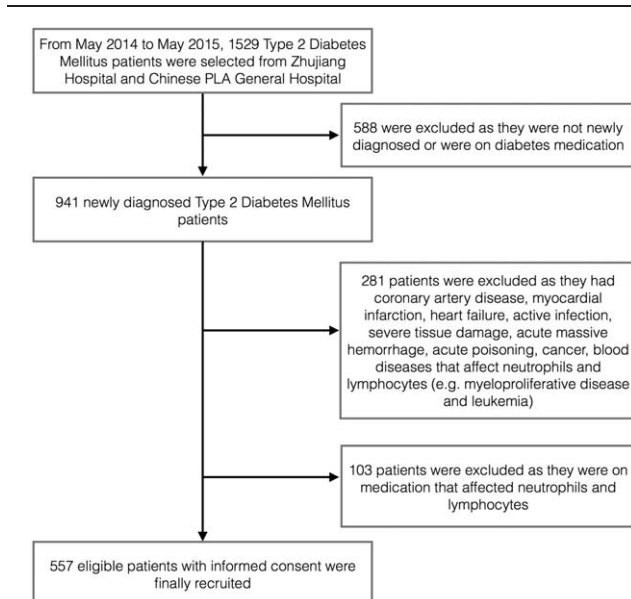 From May 2014 to May 2015, 1529 Type 2 Diabetes
Mellitus patients were selected from Zhujiang
Hospital and Chinese PLA General Hospital
588 were excluded as they were not newly
diagnosed or were on diabetes medication
941 newly diagnosed Type 2 Diabetes Mellitus
patients
281 patients were excluded as they had
coronary artery disease, myocardial
infarction, heart failure, active infection,
severe tissue damage, acute massive
hemorrhage, acute poisoning, cancer, blood
diseases that affect neutrophils and
lymphocytes (e.g. myeloproliferative disease
and leukemia)
103 patients were excluded as they were on
medication that affected neutrophils and
lymphocytes
557 eligible patients with informed consent were
finally recruited